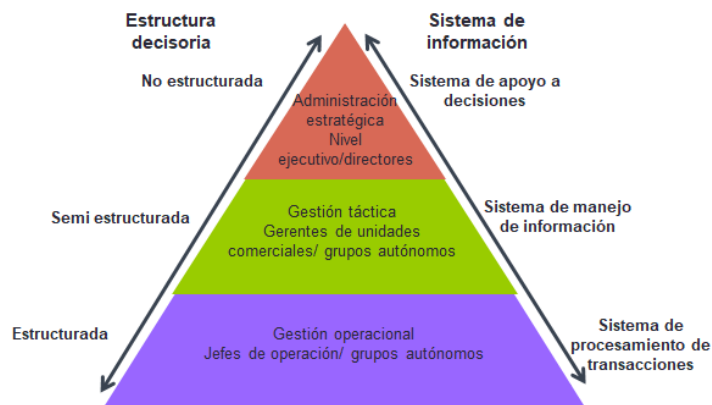 Estructura
decisoria
Sistema de
información
No estructurada
Sistema de apoyo a
decisiones
Administración
estratégica
Nivel
ejecutivo/directores
Semi estructurada
Gestión táctica
Gerentes de unidades
comerciales/ grupos autónomos
Sistema de manejo
de información
Estructurada
Gestión operacional
Jefes de operación/ grupos autónomos
Sistema de
procesamiento de
transacciones